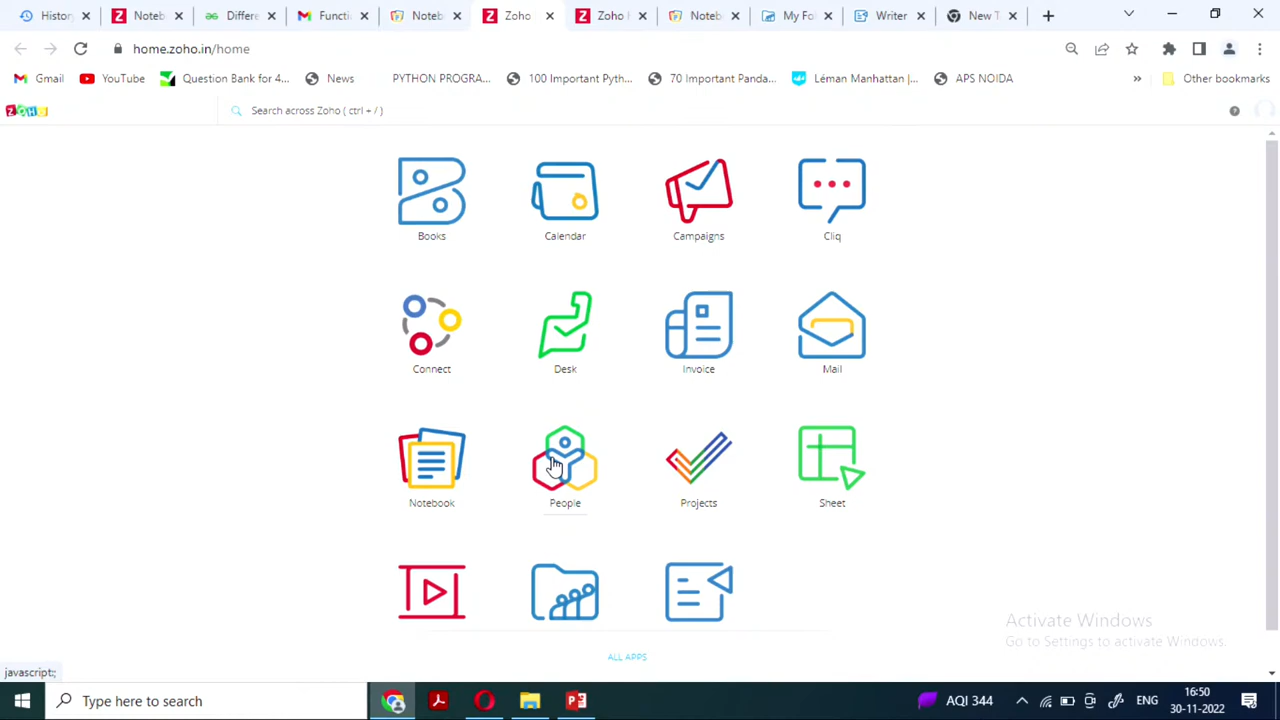 History
Noteb
Differe
Functi
Noteb
Zoho
Zoho
Noteb
My Fo
Writer
New T
home.zoho.in/home
Gmail
YouTube
Question Bank for 4...
News
PYTHON PROGRA...
100 Important Pyth...
70 Important Panda...
Léman Manhattan |...
APS NOIDA
»
Other bookmarks
ZOHO
Search across Zoho ( ctrl + / )
Books
Calendar
Campaigns
Cliq
Connect
Desk
Invoice
Mail
Notebook
People
Projects
Sheet
ALL APPS
Activate Windows
Go to Settings to activate Windows.
javascript:;
Type here to search
AQI 344
ENG
16:50
30-11-2022